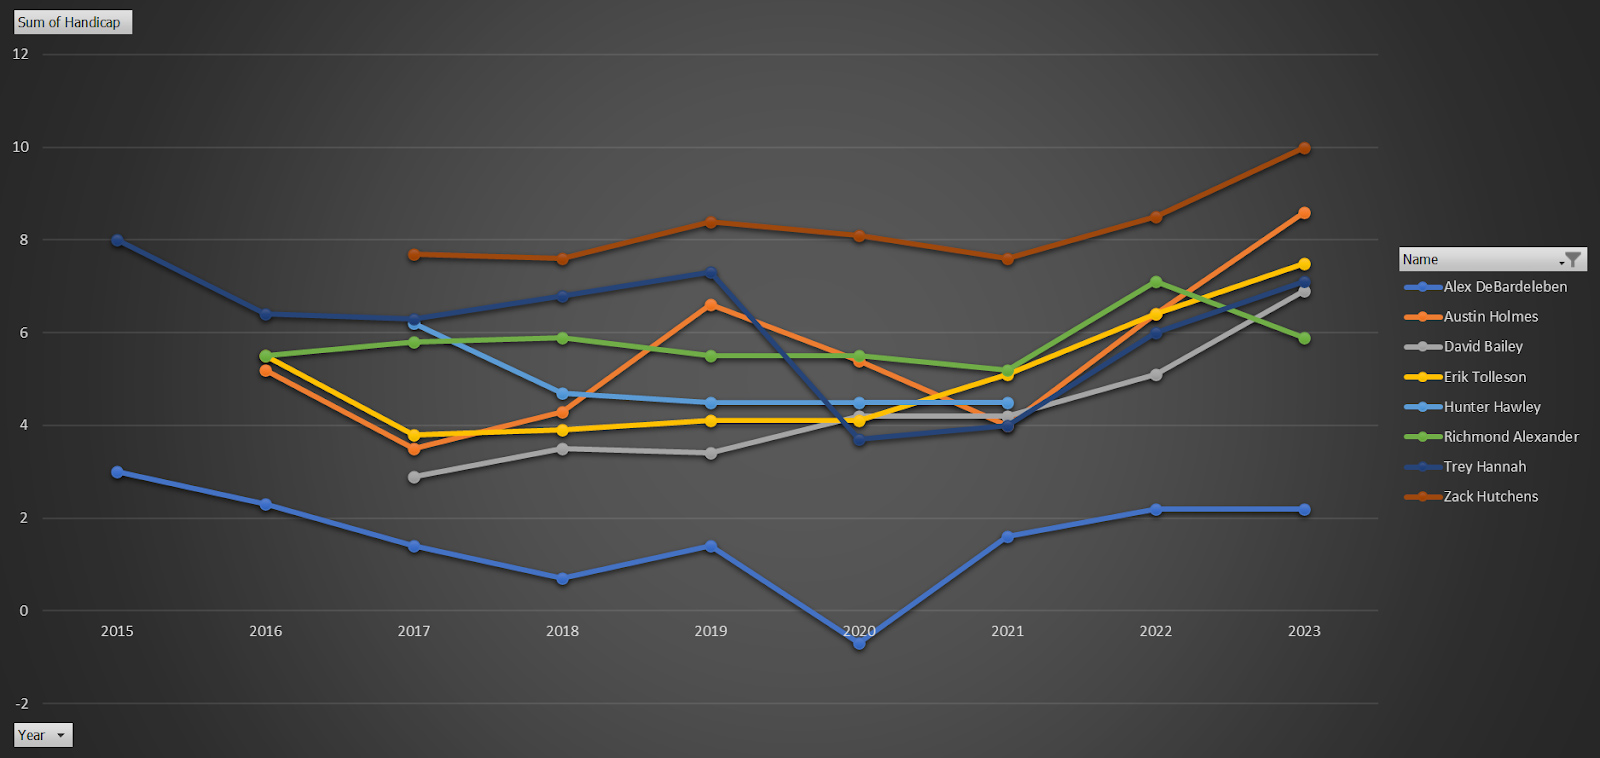 Sum of Handicap
12
10
8
6
4
2
0
-2
2015 2016 2017 2018 2019 2020 2021 2022 2023
Year
Name
Alex DeBardeleben
Austin Holmes
David Bailey
Erik Tolleson
Hunter Hawley
Richmond Alexander
Trey Hannah
Zack Hutchens